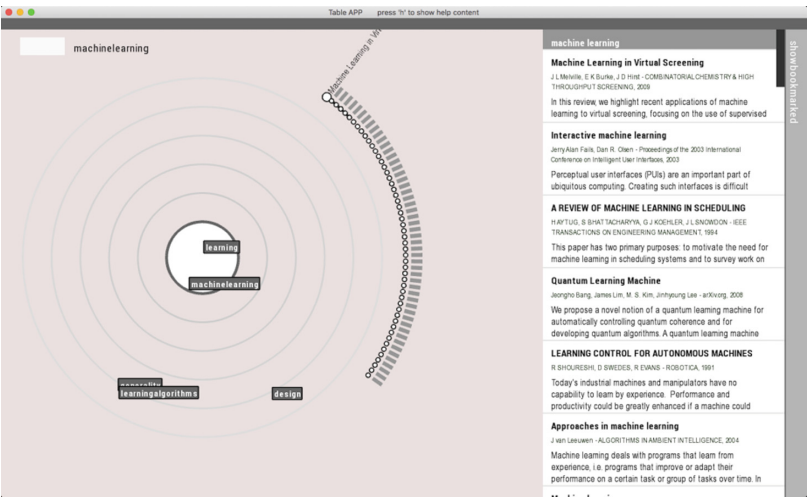 Table APP press 'h' to show help content
machinelearning
Machine Learning in
learning
machinelearning
generality
learningalgorithms
design
machine learning
Machine Learning in Virtual Screening
J L Melville, E K Burke, J D Hirst - COMBINATORIAL CHEMISTRY & HIGH
THROUGHPUT SCREENING, 2009
In this review, we highlight recent applications of machine
learning to virtual screening, focusing on the use of supervised
Interactive machine learning
Jerry Alan Fails, Dan R. Olsen - Proceedings of the 2003 International
Conference on Intelligent User Interfaces, 2003
Perceptual user interfaces (PUIs) are an important part of
ubiquitous computing. Creating such interfaces is difficult
A REVIEW OF MACHINE LEARNING IN SCHEDULING
H AYTUG, S BHATTACHARYYA, G J KOEHLER, J L SNOWDON - IEEE
TRANSACTIONS ON ENGINEERING MANAGEMENT, 1994
This paper has two primary purposes: to motivate the need for
machine learning in scheduling systems and to survey work on
Quantum Learning Machine
Jeongho Bang, James Lim, M. S. Kim, Jinhyoung Lee - arXiv.org, 2008
We propose a novel notion of a quantum learning machine for
automatically controlling quantum coherence and for
developing quantum algorithms. A quantum learning machine
LEARNING CONTROL FOR AUTONOMOUS MACHINES
R SHOURESHI, D SWEDES, R EVANS - ROBOTICA, 1991
Today's industrial machines and manipulators have no
capability to learn by experience. Performance and
productivity could be greatly enhanced if a machine could
Approaches in machine learning
J van Leeuwen - ALGORITHMS IN AMBIENT INTELLIGENCE, 2004
Machine learning deals with programs that learn from
experience, i.e. programs that improve or adapt their
performance on a certain task or group of tasks over time. In
showbookmarked